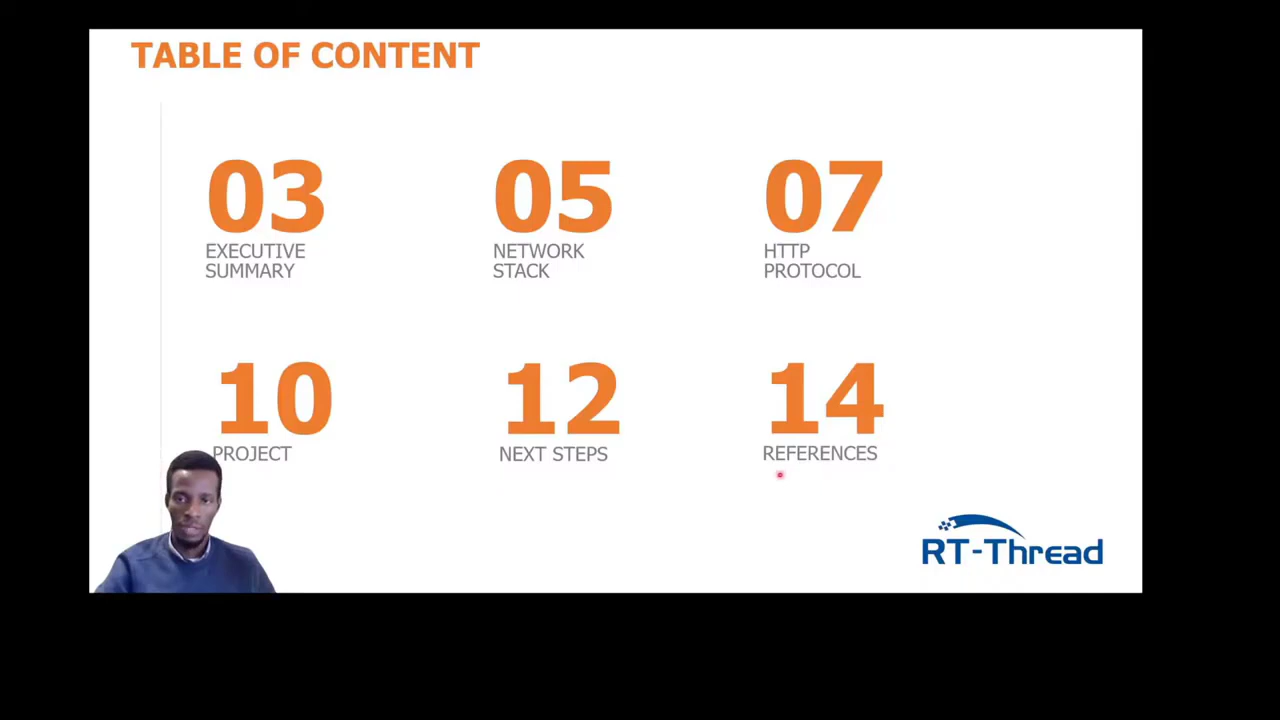 TABLE OF CONTENT
03
EXECUTIVE
SUMMARY
05
NETWORK
STACK
07
HTTP
PROTOCOL
10
PROJECT
12
NEXT STEPS
14
REFERENCES
RT-Thread